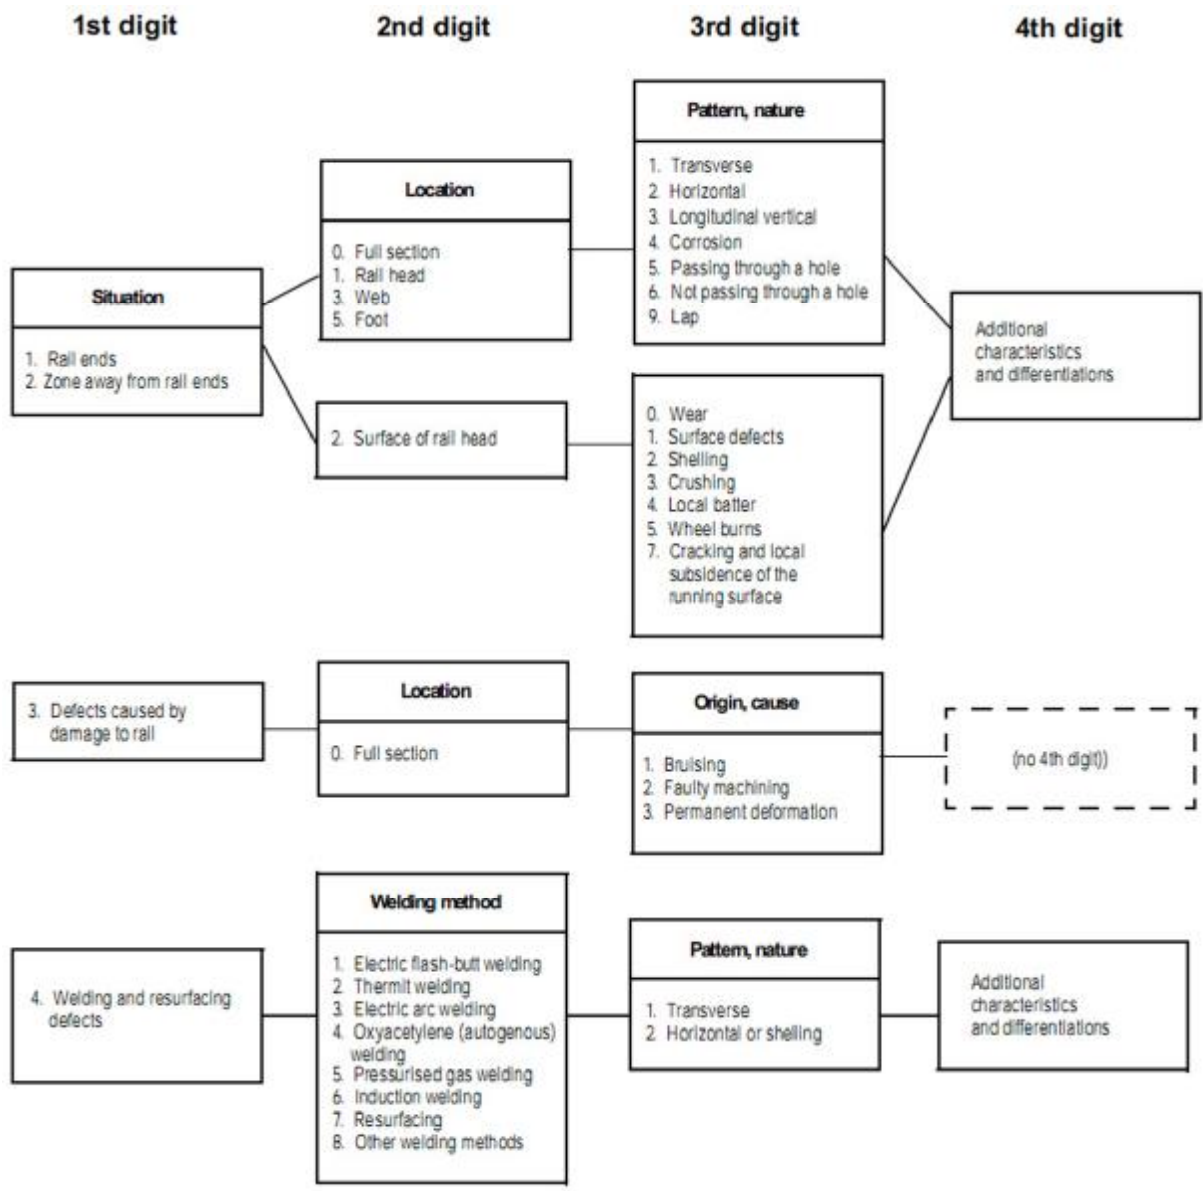 1st digit
2nd digit
3rd digit
4th digit
Situation
1. Rail ends
2. Zone away from rail ends
Location
0. Full section
1. Rail head
3. Web
5. Foot
2. Surface of rail head
Pattern, nature
1. Transverse
2. Horizontal
3. Longitudinal vertical
4. Corrosion
5. Passing through a hole
6. Not passing through a hole
9. Lap
0. Wear
1. Surface defects
2. Shelling
3. Crushing
4. Local batter
5. Wheel burns
7. Cracking and local
subsidence of the
running surface
Additional
characteristics
and differentiations
3. Defects caused by
damage to rail
Location
0. Full section
Origin, cause
1. Bruising
2. Faulty machining
3. Permanent deformation
(no 4th digit))
4. Welding and resurfacing
defects
Welding method
1. Electric flash-butt welding
2. Thermit welding
3. Electric arc welding
4. Oxyacetylene (autogenous)
welding
5. Pressurised gas welding
6. Induction welding
7. Resurfacing
8. Other welding methods
Pattern, nature
1. Transverse
2. Horizontal or shelling
Additional
characteristics
and differentiations